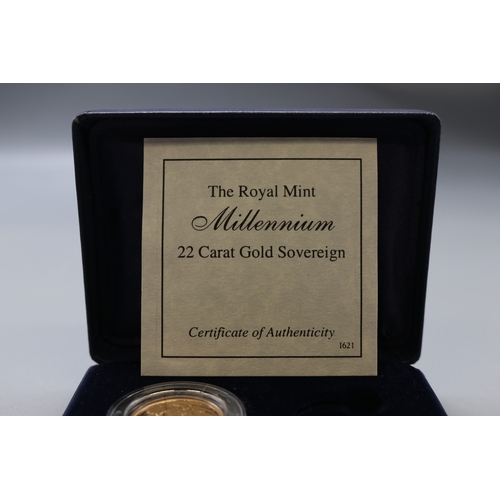 The Royal Mint
Millennium
22 Carat Gold Sovereign
Certificate of Authenticity
1621